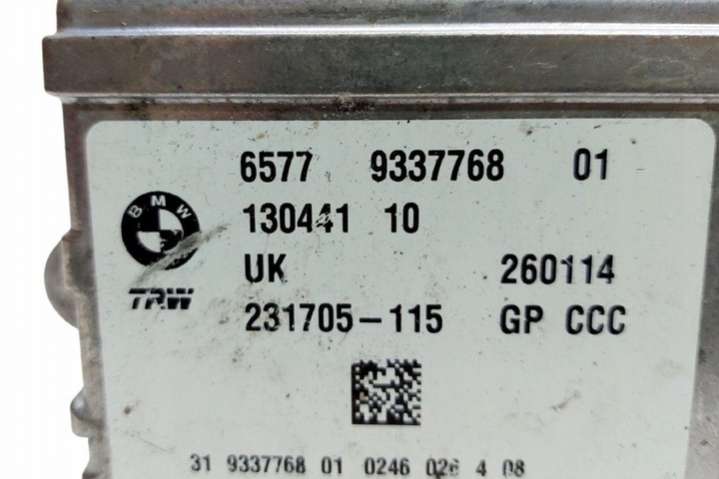 6577 9337768 01
BMW
130441 10
UK 260114
TRW
231705-115 GP CCC
31 9337768 01 0246 026 4 08